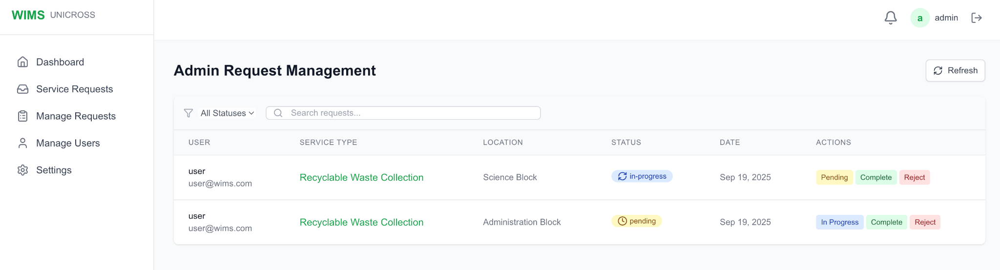 WIMS UNICROSS
a admin
Dashboard
Service Requests
Manage Requests
Manage Users
Settings
Admin Request Management
Refresh
All Statuses Search requests...
USER SERVICE TYPE LOCATION STATUS DATE ACTIONS
user
user@wims.com
Recyclable Waste Collection Science Block in-progress Sep 19, 2025 Pending Complete Reject
user
user@wims.com
Recyclable Waste Collection Administration Block pending Sep 19, 2025 In Progress Complete Reject